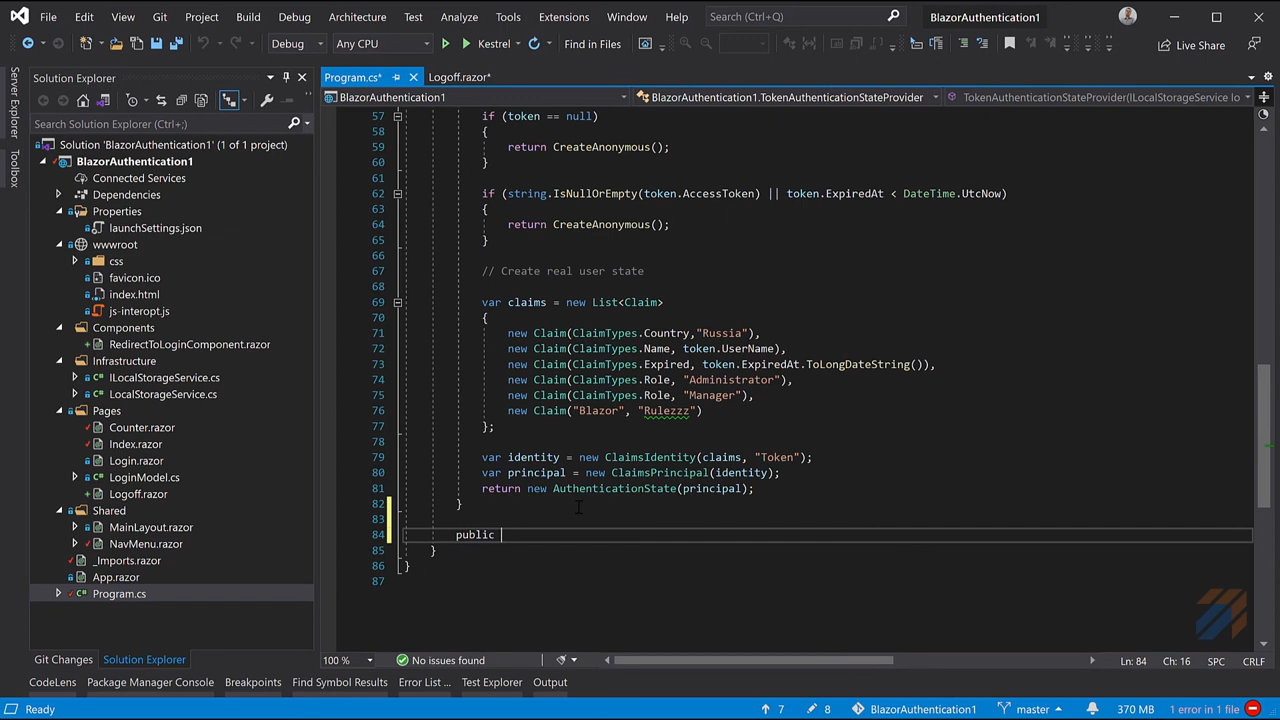 File Edit View Git Project Build Debug Architecture Test Analyze Tools Extensions Window Help Search (Ctrl+Q) BlazorAuthentication1
Debug Any CPU Kestrel Find in Files Live Share
Server Explorer
Toolbox
Solution Explorer
Search Solution Explorer (Ctrl+;)
Solution 'BlazorAuthentication1' (1 of 1 project)
BlazorAuthentication1
Connected Services
Dependencies
Properties
launchSettings.json
wwwroot
css
favicon.ico
index.html
js-interopt.js
Components
RedirectToLoginComponent.razor
Infrastructure
ILocalStorageService.cs
LocalStorageService.cs
Pages
Counter.razor
Index.razor
Login.razor
LoginModel.cs
Logoff.razor
Shared
MainLayout.razor
NavMenu.razor
_Imports.razor
App.razor
Program.cs
Git Changes Solution Explorer
Program.cs* Logoff.razor*
BlazorAuthentication1 BlazorAuthentication1.TokenAuthenticationStateProvider TokenAuthenticationStateProvider(ILocalStorageService lo
57 if (token == null)
58 {
59 return CreateAnonymous();
60 }
61
62 if (string.IsNullOrEmpty(token.AccessToken) || token.ExpiredAt < DateTime.UtcNow)
63 {
64 return CreateAnonymous();
65 }
66
67 // Create real user state
68
69 var claims = new List<Claim>
70 {
71 new Claim(ClaimTypes.Country,"Russia"),
72 new Claim(ClaimTypes.Name, token.UserName),
73 new Claim(ClaimTypes.Expired, token.ExpiredAt.ToLongDateString()),
74 new Claim(ClaimTypes.Role, "Administrator"),
75 new Claim(ClaimTypes.Role, "Manager"),
76 new Claim("Blazor", "Rulezzz")
77 };
78
79 var identity = new ClaimsIdentity(claims, "Token");
80 var principal = new ClaimsPrincipal(identity);
81 return new AuthenticationState(principal);
82 }
83
84 public
85 }
86 }
87
100 % No issues found Ln: 84 Ch: 16 SPC CRLF
CodeLens Package Manager Console Breakpoints Find Symbol Results Error List ... Test Explorer Output
Ready 7 8 BlazorAuthentication1 master 370 MB 1 error in 1 file